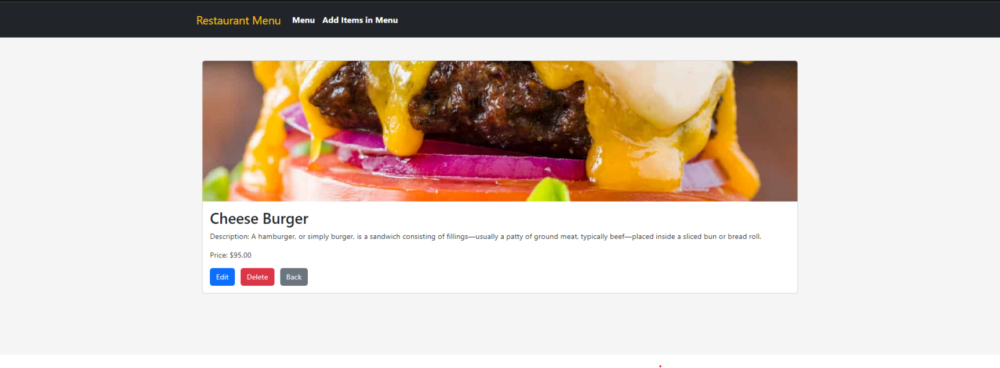 Restaurant Menu Menu Add Items in Menu
Cheese Burger
Description: A hamburger, or simply burger, is a sandwich consisting of fillings—usually a patty of ground meat, typically beef—placed inside a sliced bun or bread roll.
Price: $95.00
Edit Delete Back